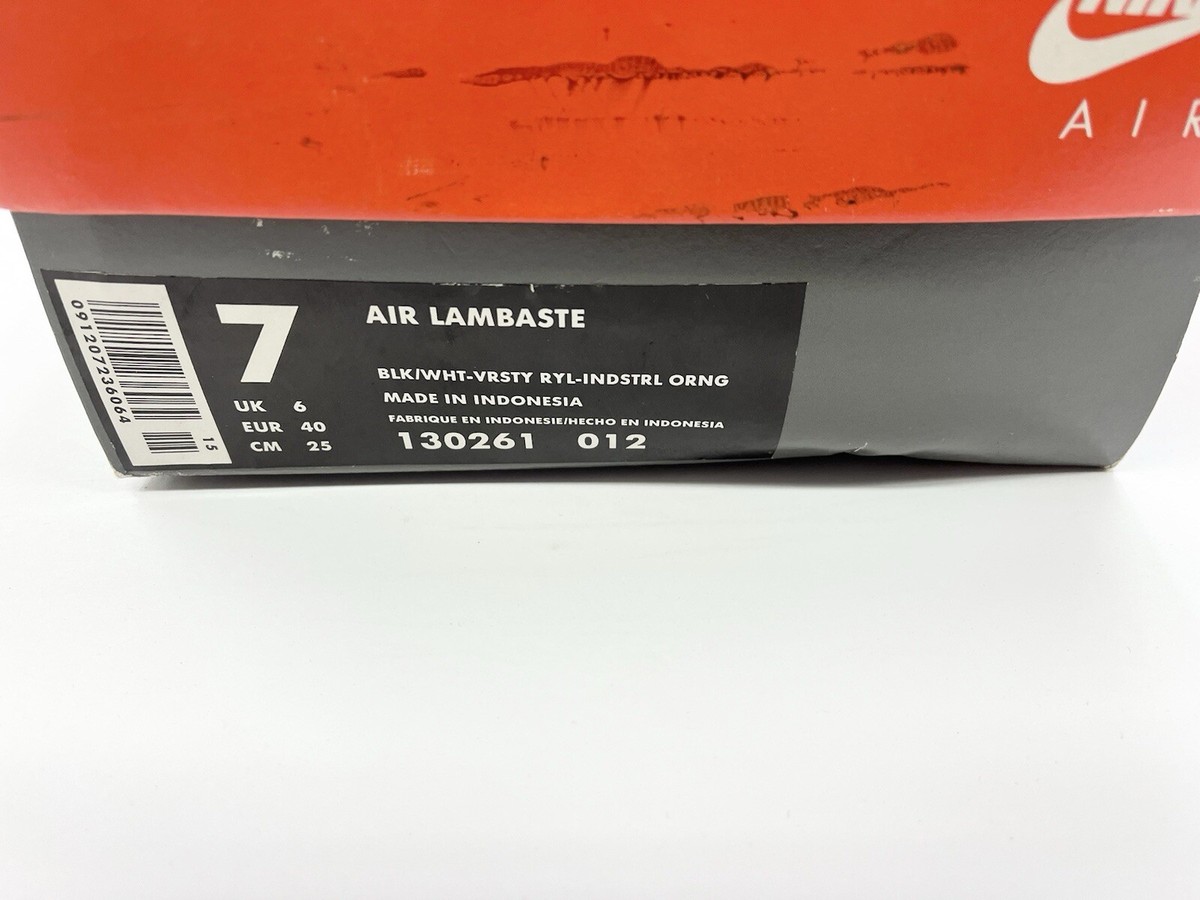 AIR
091207236064
15
7
UK 6
EUR 40
CM 25
AIR LAMBASTE
BLK/WHT-VRSTY RYL-INDSTRL ORNG
MADE IN INDONESIA
FABRIQUE EN INDONESIE/HECHO EN INDONESIA
130261 012